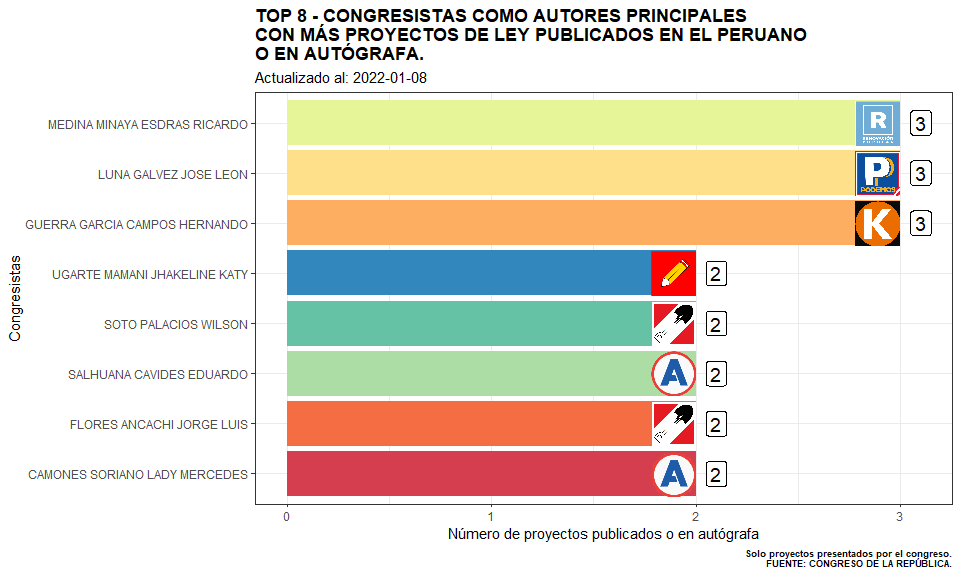 TOP 8 - CONGRESISTAS COMO AUTORES PRINCIPALES
CON MÁS PROYECTOS DE LEY PUBLICADOS EN EL PERUANO
O EN AUTÓGRAFA.
Actualizado al: 2022-01-08
Congresistas
MEDINA MINAYA ESDRAS RICARDO
R
RENOVACIÓN
POPULAR
3
LUNA GALVEZ JOSE LEON
P
PODEMOS
3
GUERRA GARCIA CAMPOS HERNANDO
K
3
UGARTE MAMANI JHAKELINE KATY
2
SOTO PALACIOS WILSON
2
SALHUANA CAVIDES EDUARDO
A
2
FLORES ANCACHI JORGE LUIS
2
CAMONES SORIANO LADY MERCEDES
A
2
0 1 2 3
Número de proyectos publicados o en autógrafa
Solo proyectos presentados por el congreso.
FUENTE: CONGRESO DE LA REPÚBLICA.